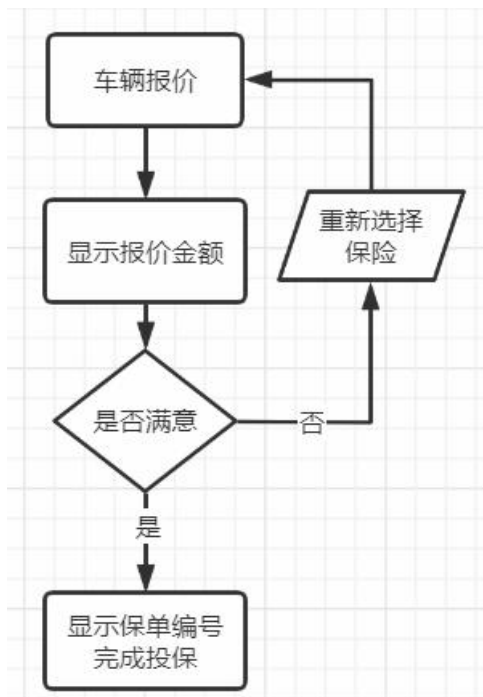 车辆报价
显示报价金额
重新选择
保险
是否满意
否
是
显示保单编号
完成投保